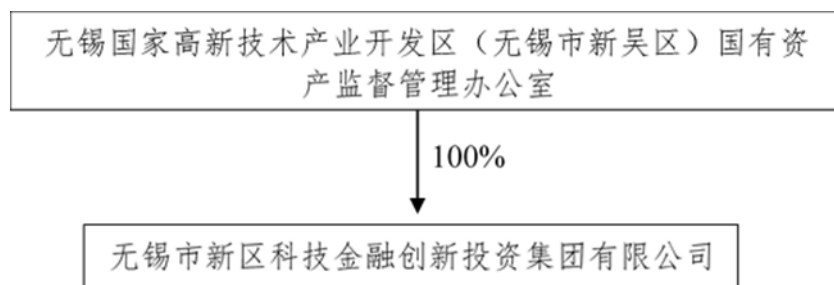 无锡国家高新技术产业开发区（无锡市新吴区）国有资
产监督管理办公室
100%
无锡市新区科技金融创新投资集团有限公司